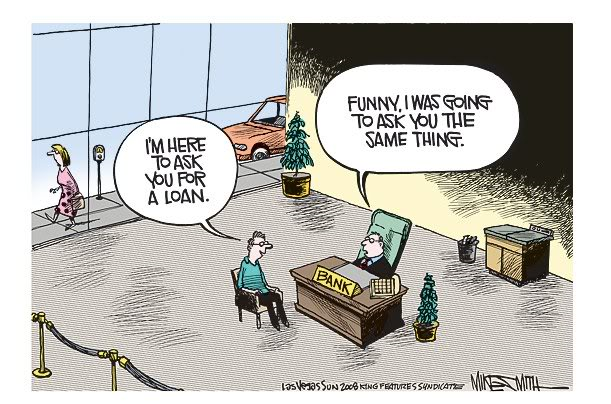 I'M HERE
TO ASK
YOU FOR
A LOAN.
FUNNY, I WAS GOING
TO ASK YOU THE
SAME THING.
BANK
LAS VEGAS SUN 2008 KING FEATURES SYNDICATE
MIKE SMITH